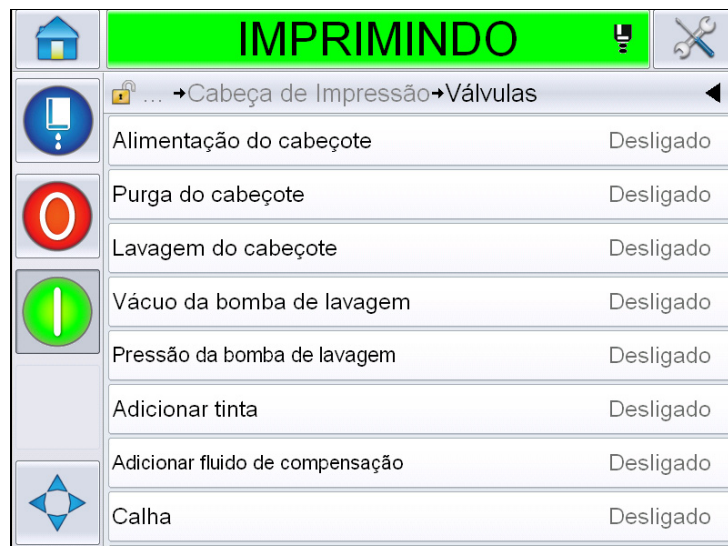 IMPRIMINDO
... →Cabeça de Impressão→Válvulas
Alimentação do cabeçote Desligado
Purga do cabeçote Desligado
Lavagem do cabeçote Desligado
Vácuo da bomba de lavagem Desligado
Pressão da bomba de lavagem Desligado
Adicionar tinta Desligado
Adicionar fluido de compensação Desligado
Calha Desligado